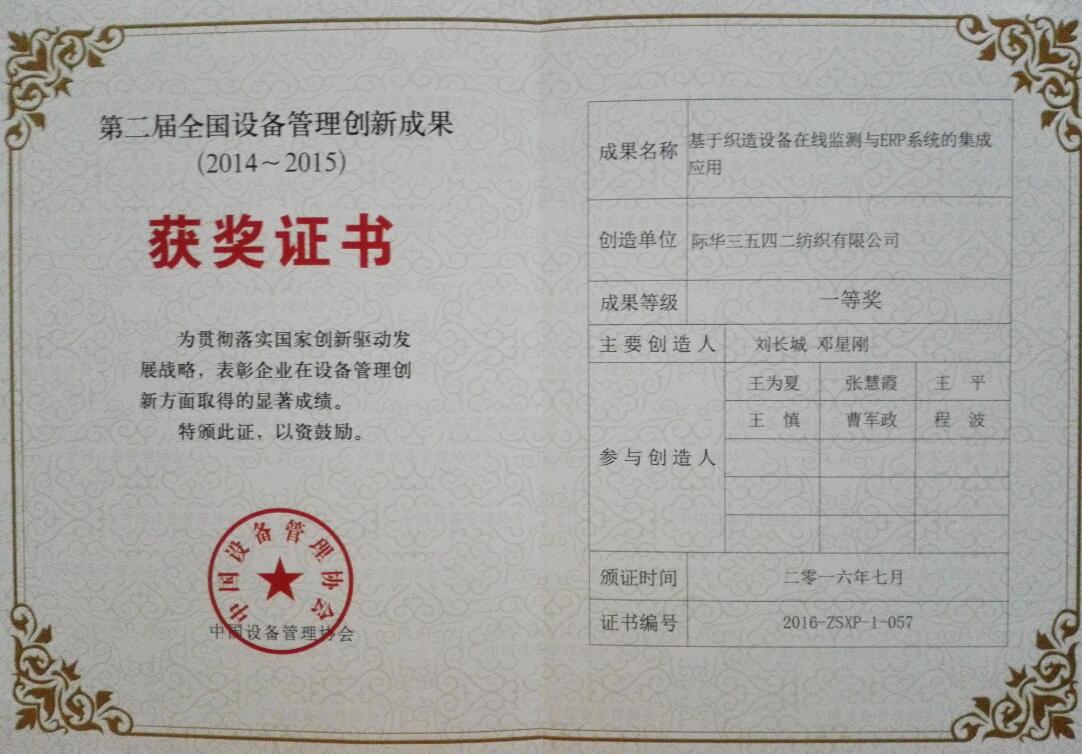 第二届全国设备管理创新成果
(2014～2015)
获奖证书
为贯彻落实国家创新驱动发
展战略，表彰企业在设备管理创
新方面取得的显著成绩。
特颁此证，以资鼓励。
中国设备管理协会
中国设备管理协会
成果名称 基于织造设备在线监测与ERP系统的集成
应用
创造单位 际华三五四二纺织有限公司
成果等级 一等奖
主要创造人 刘长城 邓星刚
参与创造人
王为夏 张慧霞 王 平
王 慎 曹军政 程 波
颁证时间 二零一六年七月
证书编号 2016-ZSXP-1-057